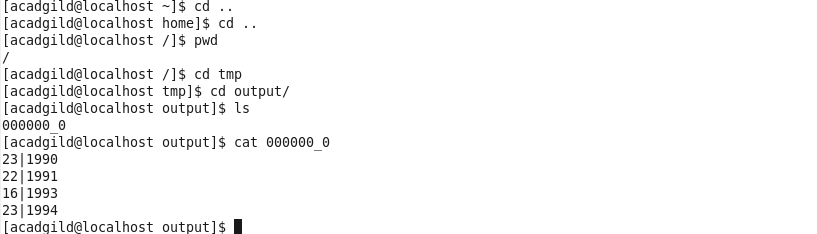 [acadgild@localhost ~]$ cd ..
[acadgild@localhost home]$ cd ..
[acadgild@localhost /]$ pwd
/
[acadgild@localhost /]$ cd tmp
[acadgild@localhost tmp]$ cd output/
[acadgild@localhost output]$ ls
000000_0
[acadgild@localhost output]$ cat 000000_0
23|1990
22|1991
16|1993
23|1994
[acadgild@localhost output]$